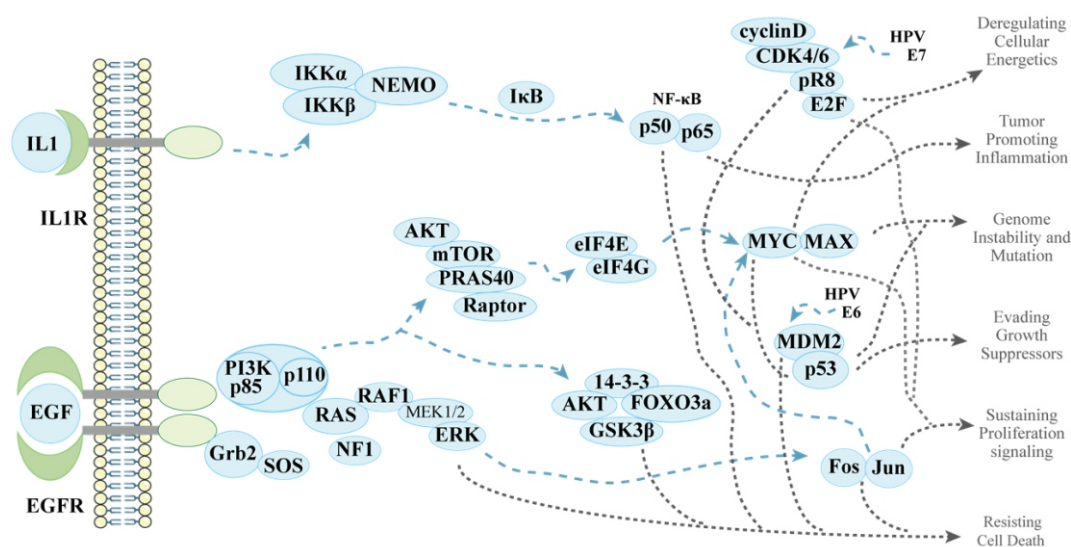 cyclinD
CDK4/6
pR8
E2F
HPV
E7
Deregulating
Cellular
Energetics
IKKα
IKKβ
NEMO
IκB
NF-κB
p50
p65
Tumor
Promoting
Inflammation
IL1
IL1R
AKT
mTOR
PRAS40
Raptor
eIF4E
eIF4G
MYC
MAX
Genome
Instability and
Mutation
HPV
E6
MDM2
p53
Evading
Growth
Suppressors
EGF
EGFR
PI3K
p85
p110
RAS
RAF1
MEK1/2
ERK
NF1
Grb2
SOS
14-3-3
AKT
FOXO3a
GSK3β
Fos
Jun
Sustaining
Proliferation
signaling
Resisting
Cell Death